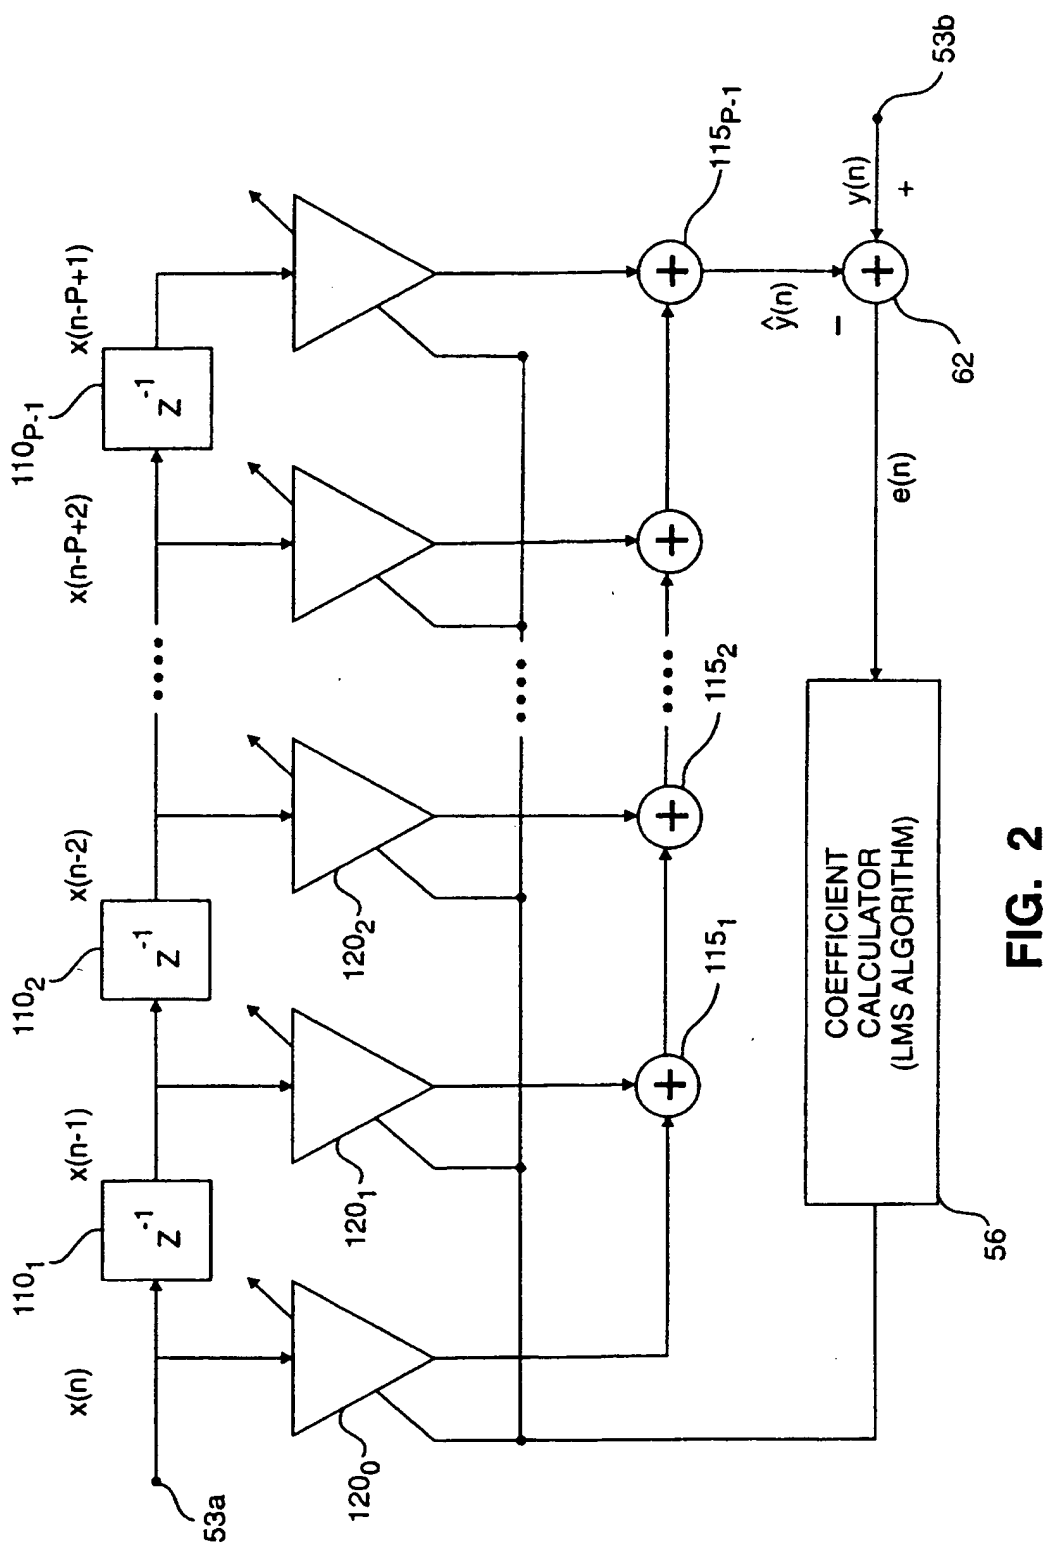 x(n)
x(n-1)
x(n-2)
x(n-P+2)
x(n-P+1)
110₁
110₂
110P-1
Z⁻¹
Z⁻¹
Z⁻¹
53a
120₀
120₁
120₂
+
+
+
+
115₁
115₂
115P-1
ŷ(n)
−
y(n)
+
53b
+
62
e(n)
COEFFICIENT
CALCULATOR
(LMS ALGORITHM)
56
FIG. 2